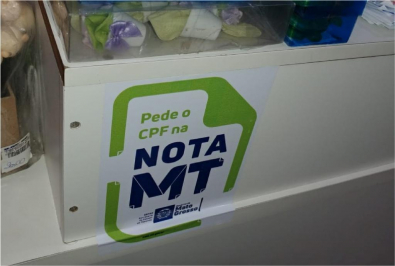 Pede o
CPF na
NOTA
MT
Mato
Grosso